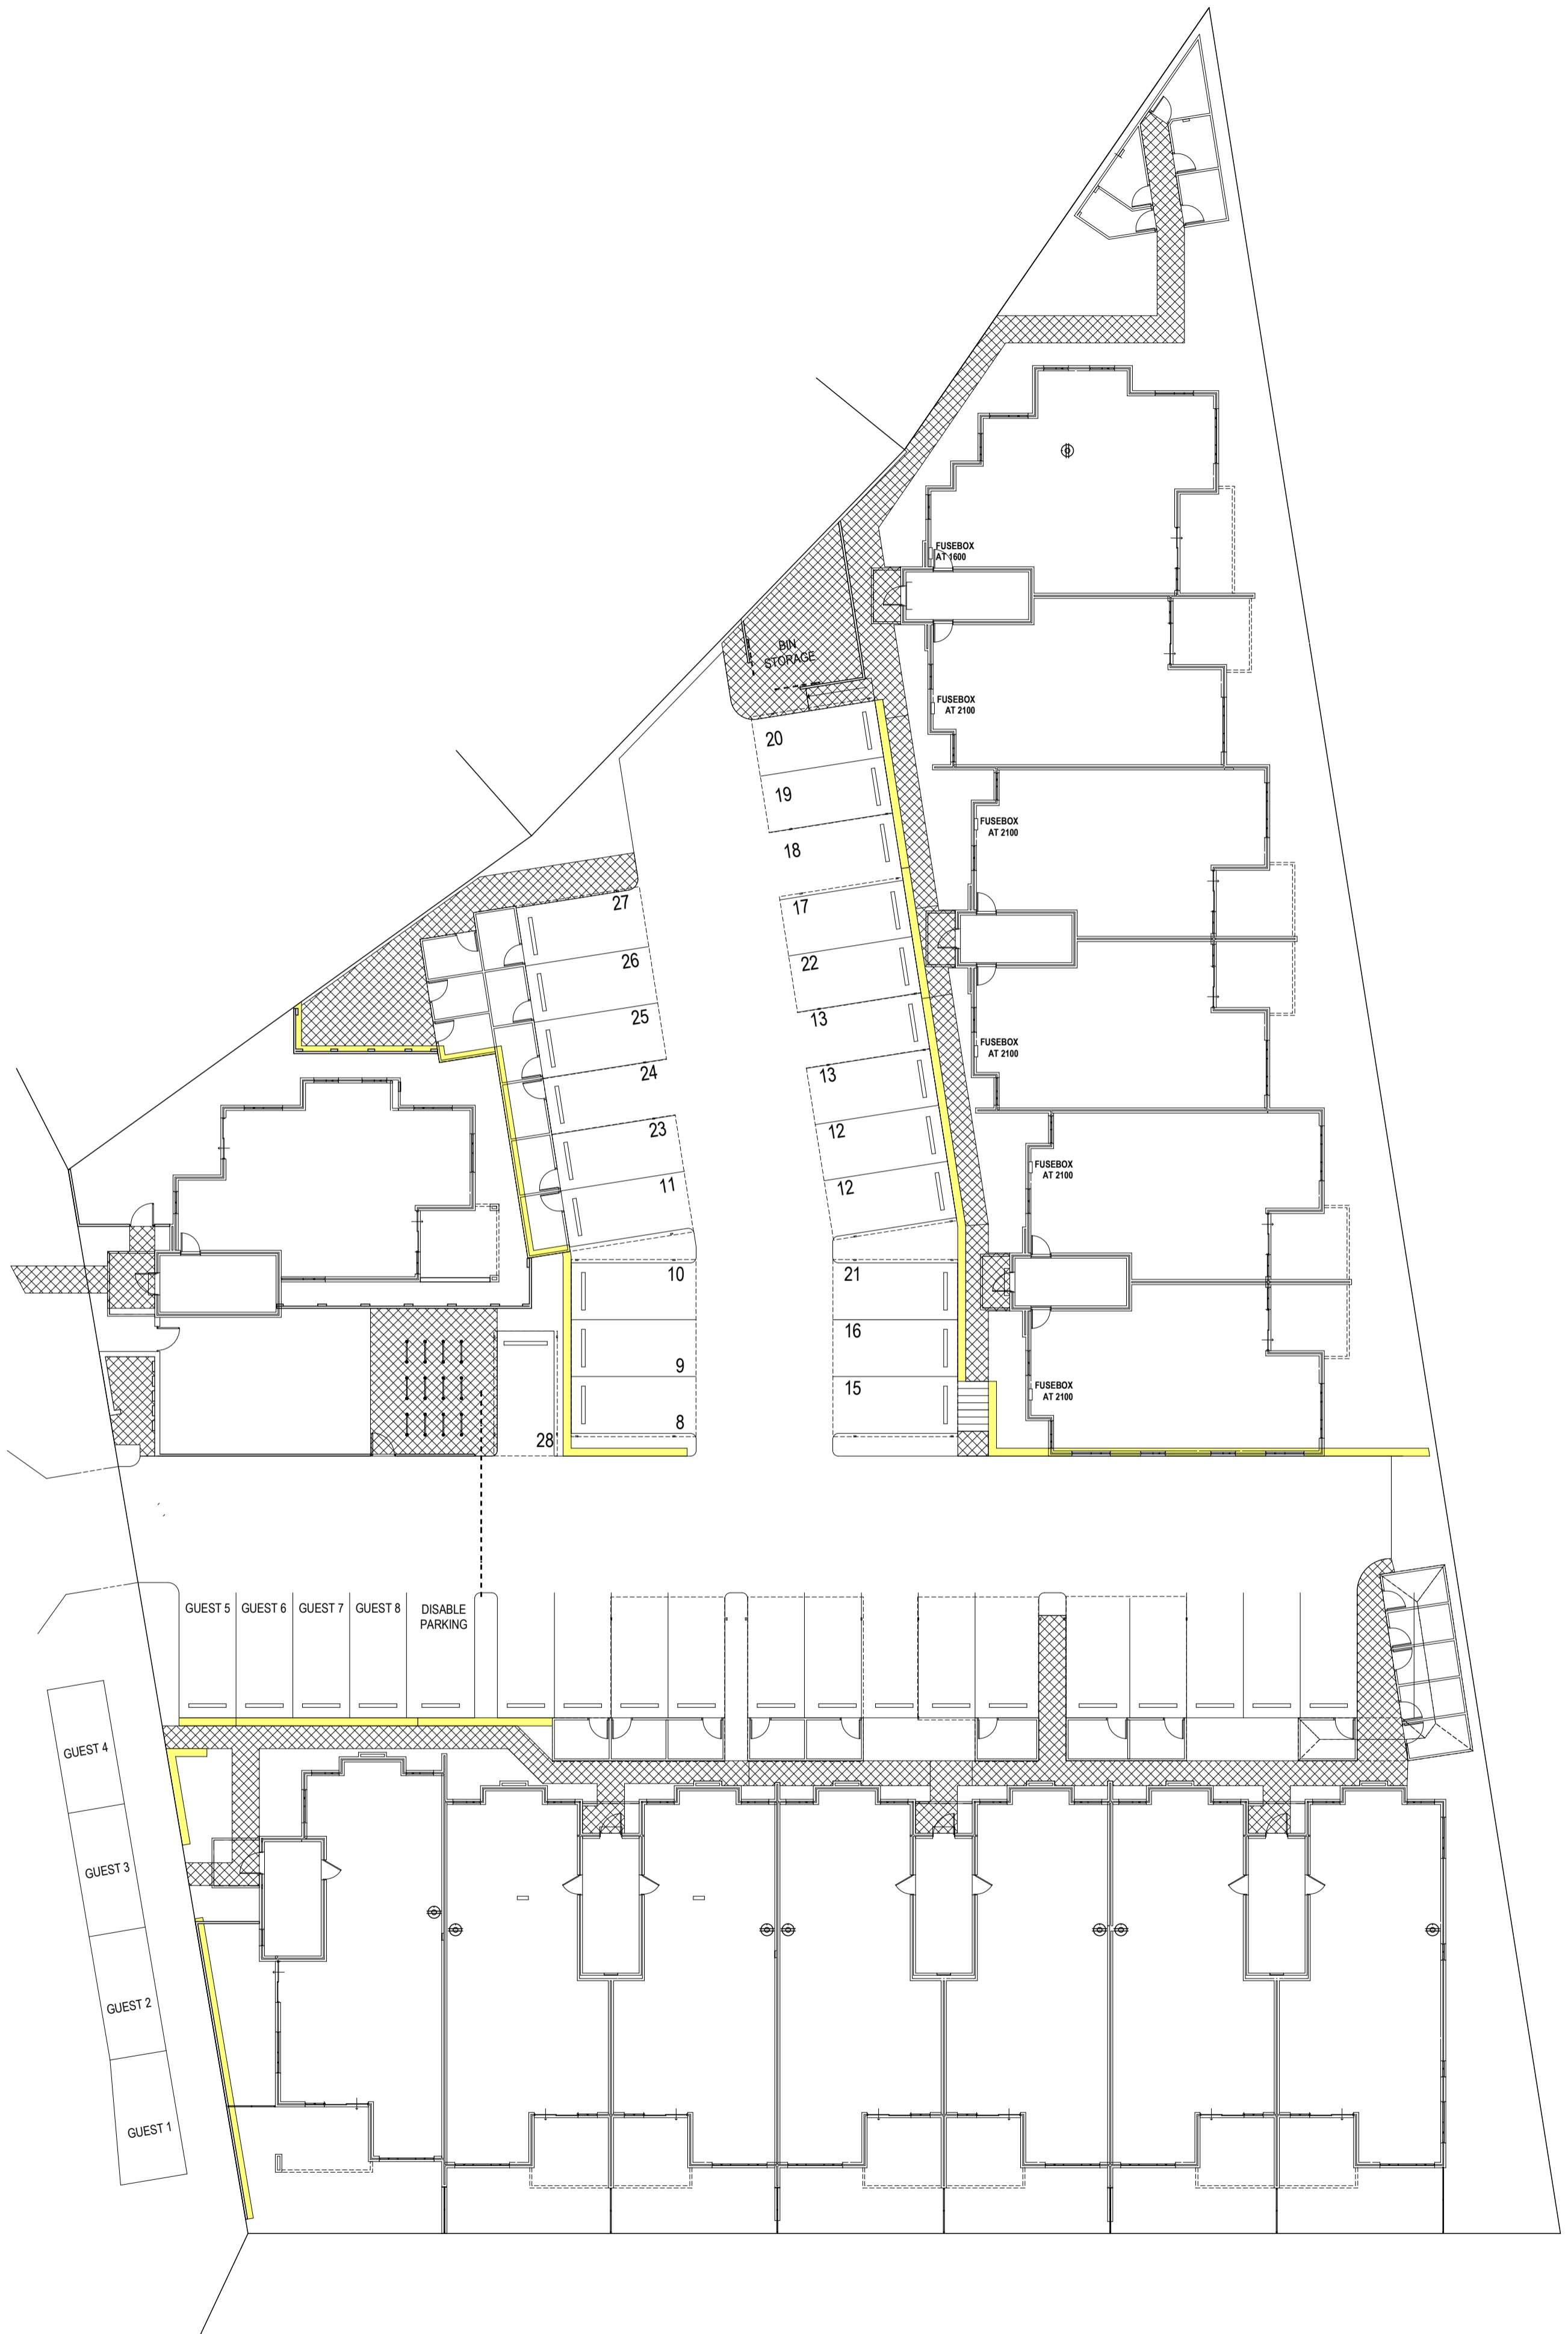 FUSEBOX
AT 1600
BIN
STORAGE
FUSEBOX
AT 2100
20
19
18
17
22
13
13
12
12
21
16
15
FUSEBOX
AT 2100
FUSEBOX
AT 2100
FUSEBOX
AT 2100
FUSEBOX
AT 2100
27
26
25
24
23
11
10
9
8
28
GUEST 5
GUEST 6
GUEST 7
GUEST 8
DISABLE
PARKING
GUEST 4
GUEST 3
GUEST 2
GUEST 1